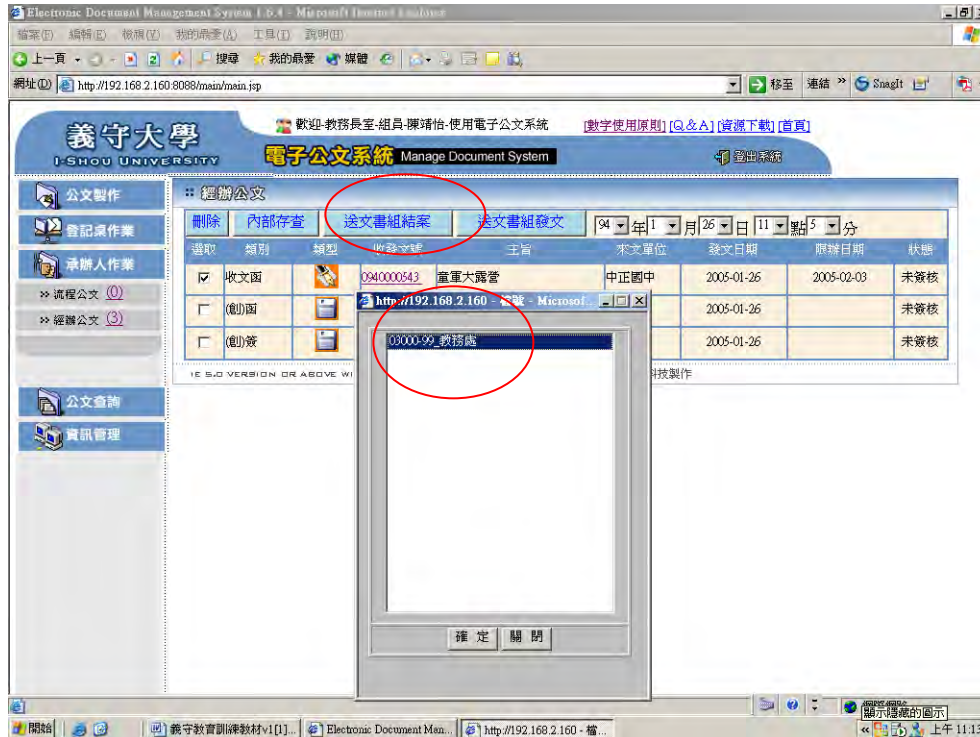 Electronic Document Management System 1.6.4 - Microsoft Internet Explorer
檔案(F) 編輯(E) 檢視(V) 我的最愛(A) 工具(T) 說明(H)
上一頁 搜尋 我的最愛 媒體
網址(D) http://192.168.2.160:8088/main/main.jsp 移至 連結 » SnagIt
義守大學
I-SHOU UNIVERSITY
歡迎-教務長室-組員-陳靖怡-使用電子公文系統 [數字使用原則] [Q&A] [資源下載] [首頁]
電子公文系統 Manage Document System 登出系統
公文製作
登記桌作業
承辦人作業
» 流程公文 (0)
» 經辦公文 (3)
公文查詢
資訊管理
:: 經辦公文
刪除 內部存查 送文書組結案 送文書組發文 94 年 1 月 26 日 11 點 5 分
選取 類別 類型 收發文號 主旨 來文單位 發文日期 限辦日期 狀態
收文函 0940000543 童軍大露營 中正國中 2005-01-26 2005-02-03 未簽核
(創)函 2005-01-26 未簽核
(創)簽 2005-01-26 未簽核
IE 5.0 VERSION OR ABOVE WI
科技製作
http://192.168.2.160 - 檔號 - Microsof...
03000-99_教務處
確定 關閉
網際網路
顯示隱藏的圖示
開始 義守教育訓練教材v1[1]... Electronic Document Man... http://192.168.2.160 - 檔... « 上午 11: